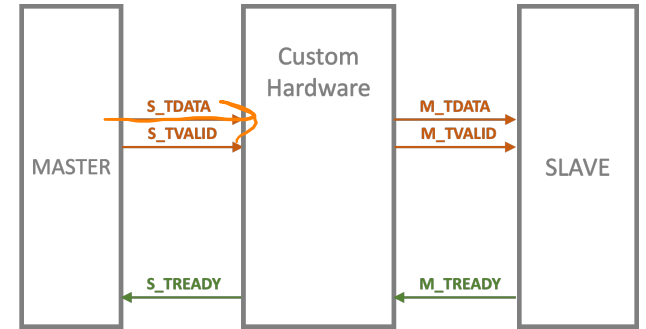 Custom
Hardware
S_TDATA
M_TDATA
S_TVALID
M_TVALID
MASTER
SLAVE
S_TREADY
M_TREADY